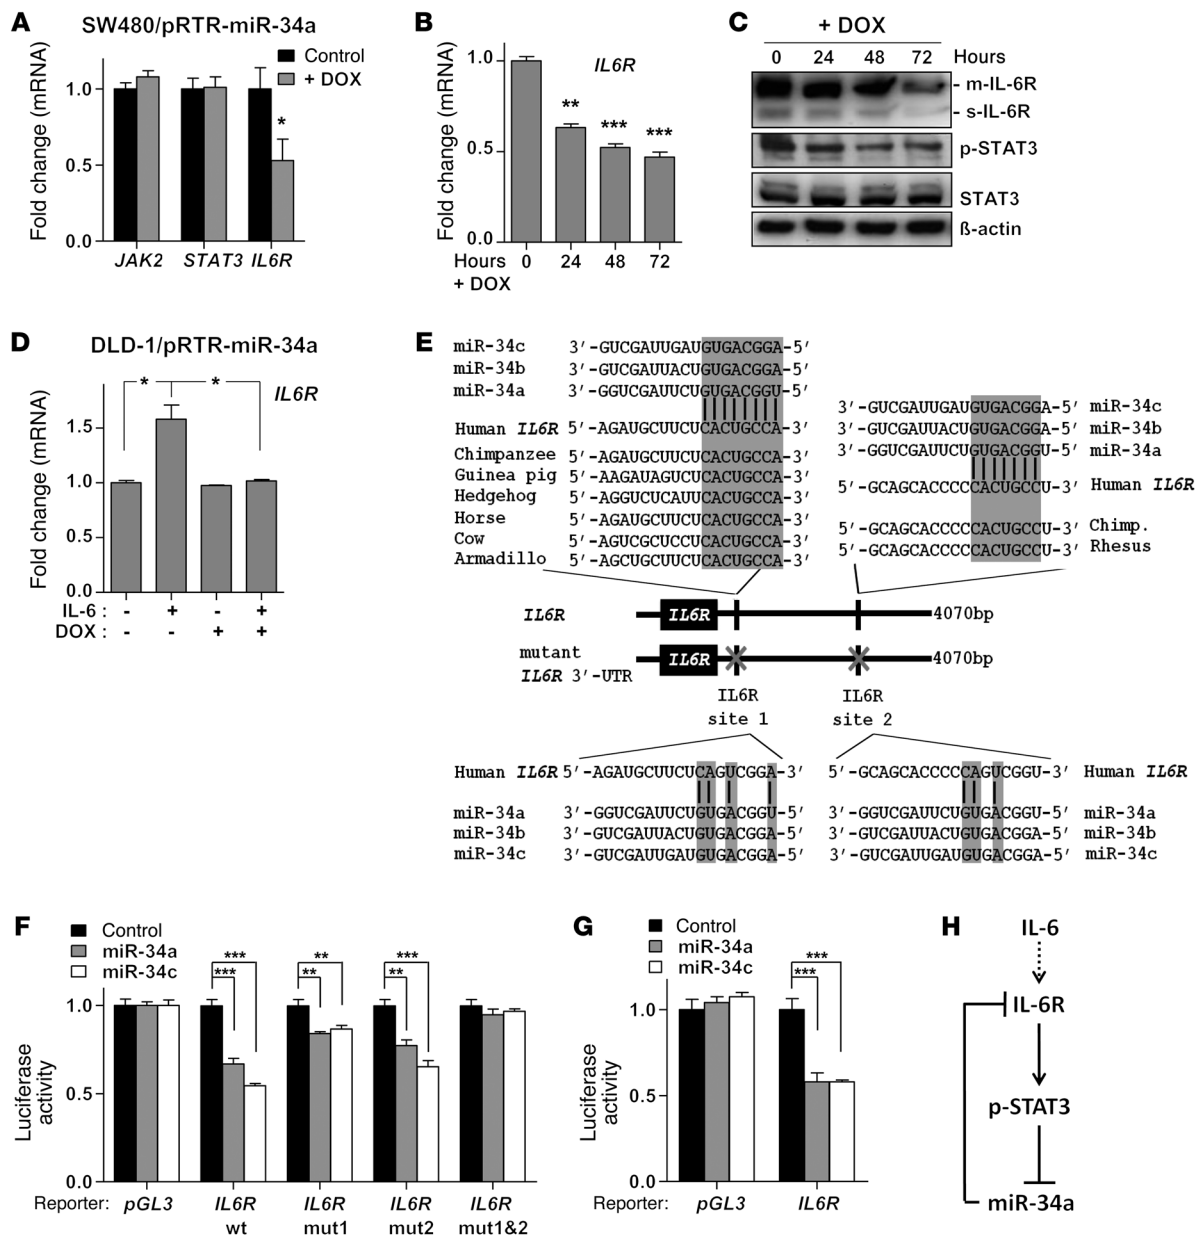 A
SW480/pRTR-miR-34a
Control
+ DOX
Fold change (mRNA)
1.0
0.5
0.0
*
JAK2 STAT3 IL6R
B
IL6R
Fold change (mRNA)
1.0
0.5
0.0
** *** ***
Hours 0 24 48 72
+ DOX
C
+ DOX
0 24 48 72 Hours
- m-IL-6R
- s-IL-6R
p-STAT3
STAT3
ß-actin
D
DLD-1/pRTR-miR-34a
* *
IL6R
Fold change (mRNA)
1.5
1.0
0.5
0.0
IL-6 : - + - +
DOX : - - + +
E
miR-34c 3'-GUCGAUUGAUGUGACGGA-5'
miR-34b 3'-GUCGAUUACUGUGACGGA-5'
miR-34a 3'-GGUCGAUUCUGUGACGGU-5'
Human IL6R 5'-AGAUGCUUCUCACUGCCA-3'
Chimpanzee 5'-AGAUGCUUCUCACUGCCA-3'
Guinea pig 5'-AAGAUAGUCUCACUGCCA-3'
Hedgehog 5'-AGGUCUCAUUCACUGCCA-3'
Horse 5'-AGAUGCUUCUCACUGCCA-3'
Cow 5'-AGUCGCUCCUCACUGCCA-3'
Armadillo 5'-AGCUGCUUCUCACUGCCA-3'
3'-GUCGAUUGAUGUGACGGA-5' miR-34c
3'-GUCGAUUACUGUGACGGA-5' miR-34b
3'-GGUCGAUUCUGUGACGGU-5' miR-34a
5'-GCAGCACCCCCACUGCCU-3' Human IL6R
5'-GCAGCACCCCCACUGCCU-3' Chimp.
5'-GCAGCACCCCCACUGCCU-3' Rhesus
IL6R IL6R 4070bp
mutant
IL6R 3'-UTR IL6R 4070bp
IL6R
site 1
IL6R
site 2
Human IL6R 5'-AGAUGCUUCUCAGUCGGA-3'
miR-34a 3'-GGUCGAUUCUGUGACGGU-5'
miR-34b 3'-GUCGAUUACUGUGACGGA-5'
miR-34c 3'-GUCGAUUGAUGUGACGGA-5'
5'-GCAGCACCCCCAGUCGGU-3' Human IL6R
3'-GGUCGAUUCUGUGACGGU-5' miR-34a
3'-GUCGAUUACUGUGACGGA-5' miR-34b
3'-GUCGAUUGAUGUGACGGA-5' miR-34c
F
Control
miR-34a
miR-34c
*** ** ***
*** ** **
Luciferase
activity
1.0
0.5
0.0
Reporter: pGL3 IL6R IL6R IL6R IL6R
wt mut1 mut2 mut1&2
G
Control
miR-34a
miR-34c
***
***
Luciferase
activity
1.0
0.5
0.0
Reporter: pGL3 IL6R
H
IL-6
IL-6R
p-STAT3
miR-34a